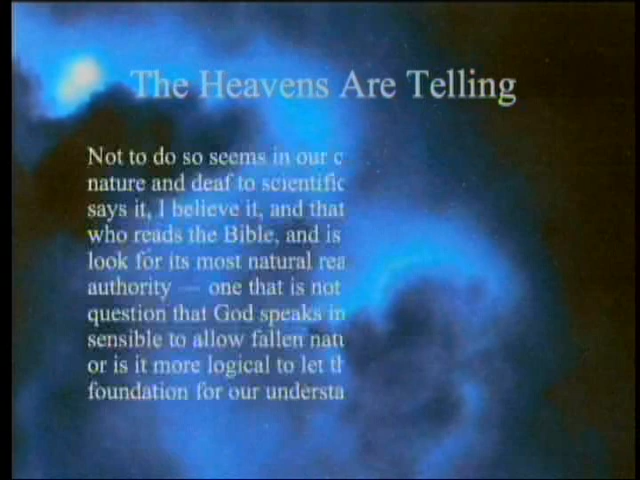 The Heavens Are Telling
Not to do so seems in our c
nature and deaf to scientific
says it, I believe it, and that
who reads the Bible, and is
look for its most natural rea
authority — one that is not
question that God speaks in
sensible to allow fallen natu
or is it more logical to let th
foundation for our understa